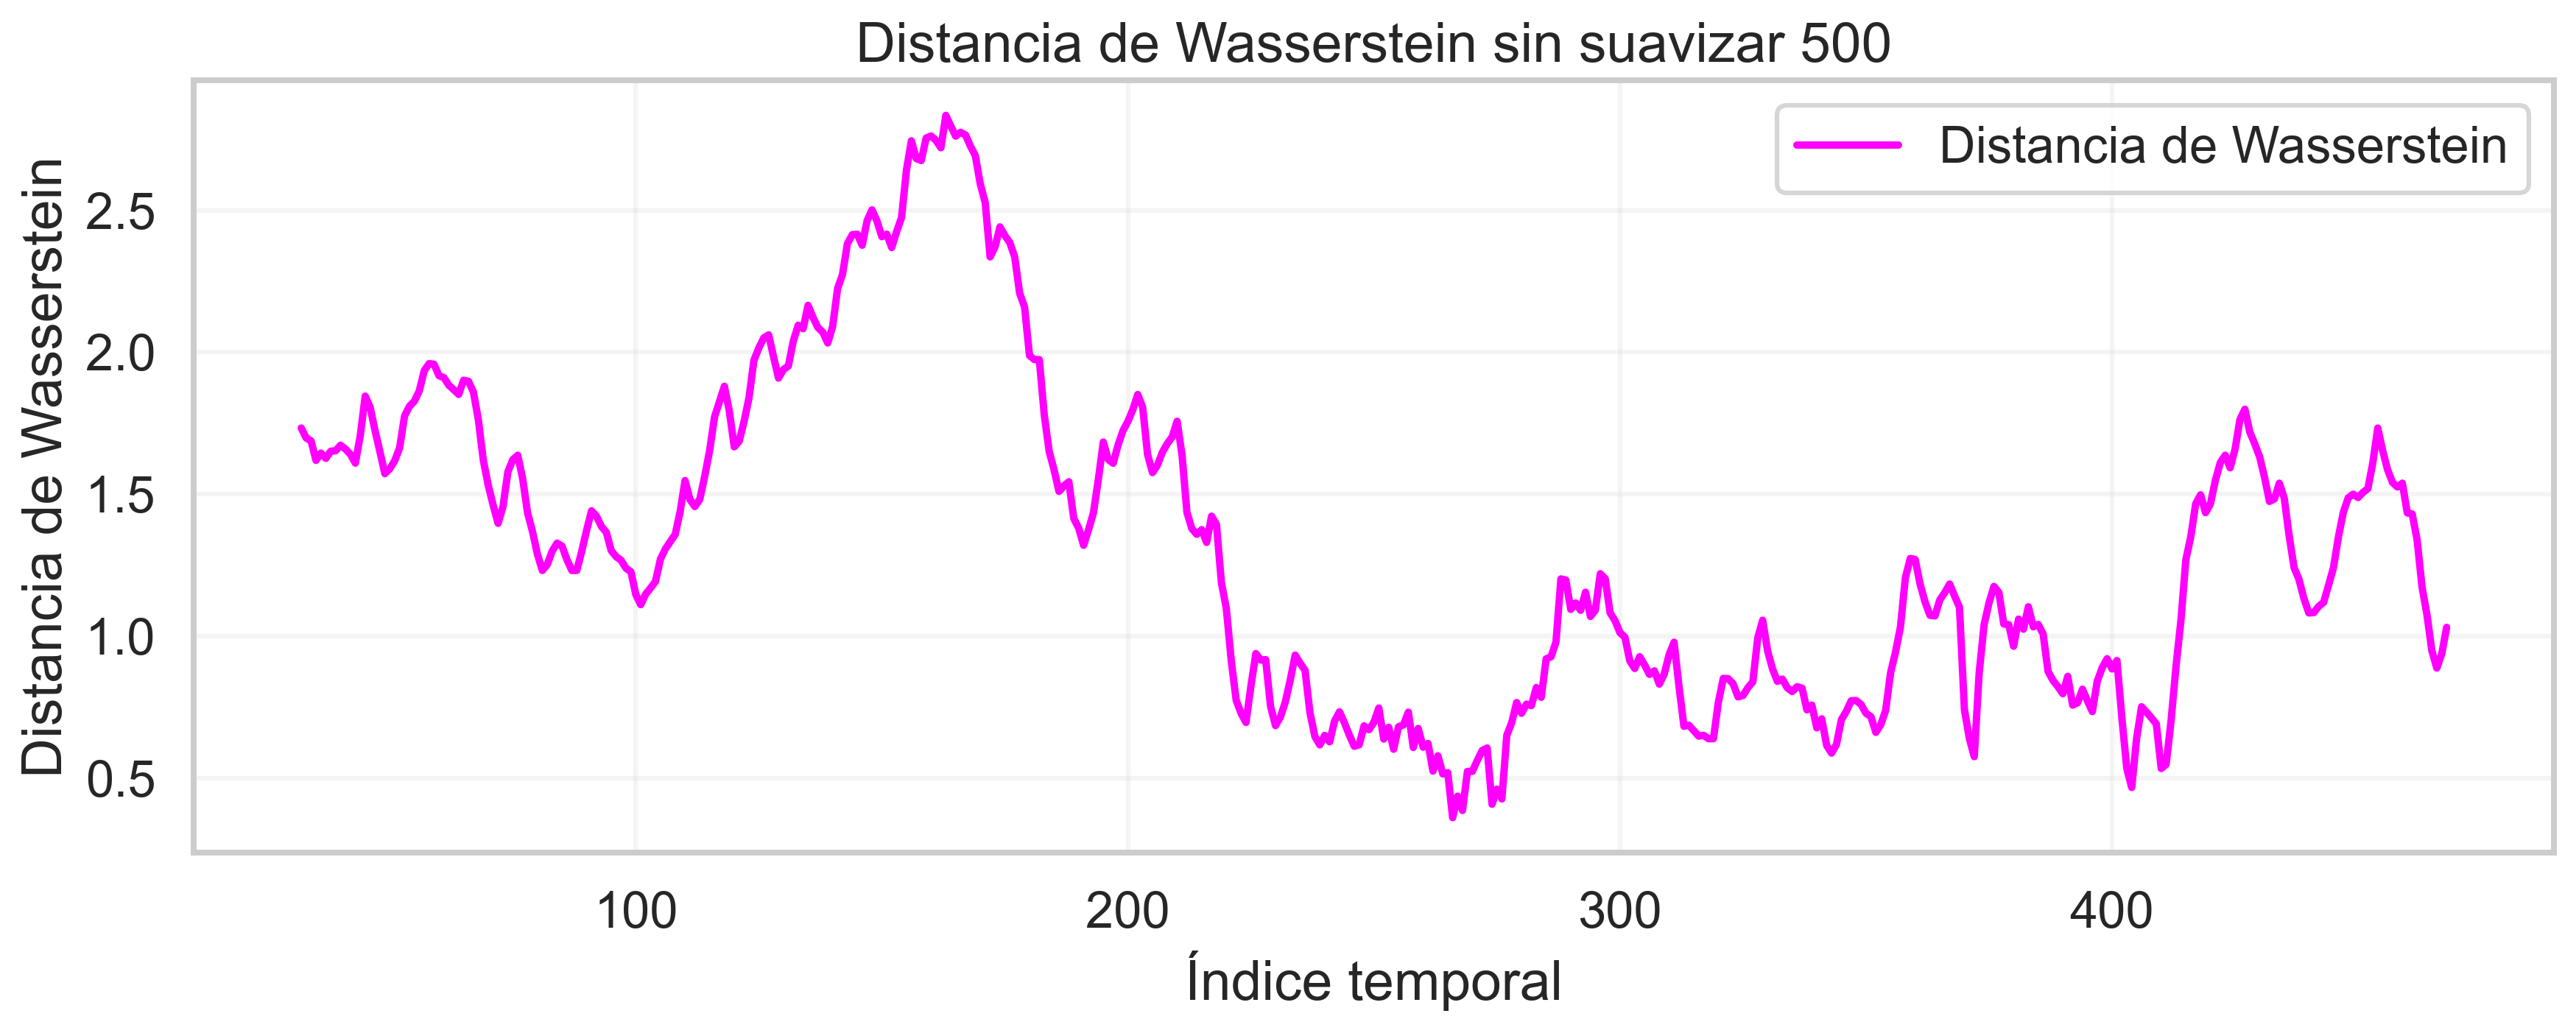 Distancia de Wasserstein sin suavizar 500
Distancia de Wasserstein
Distancia de Wasserstein
2.5
2.0
1.5
1.0
0.5
100 200 300 400
Índice temporal